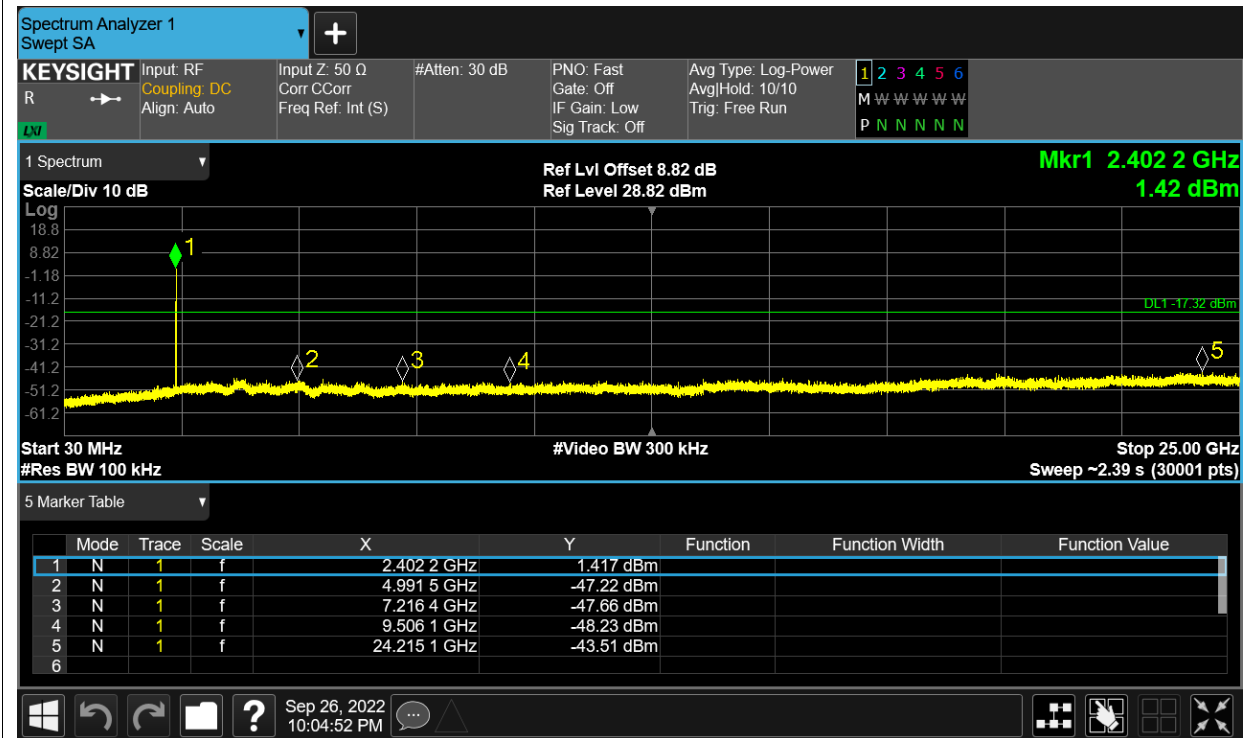 Spectrum Analyzer 1
Swept SA
+
KEYSIGHT
R
LXI
Input: RF
Coupling: DC
Align: Auto
Input Z: 50 Ω
Corr CCorr
Freq Ref: Int (S)
#Atten: 30 dB
PNO: Fast
Gate: Off
IF Gain: Low
Sig Track: Off
Avg Type: Log-Power
Avg|Hold: 10/10
Trig: Free Run
1 2 3 4 5 6
M W W W W W
P N N N N N
1 Spectrum
Scale/Div 10 dB
Ref Lvl Offset 8.82 dB
Ref Level 28.82 dBm
Mkr1 2.402 2 GHz
1.42 dBm
Log
18.8
8.82
-1.18
-11.2
-21.2
-31.2
-41.2
-51.2
-61.2
1
DL1 -17.32 dBm
2
3
4
5
Start 30 MHz
#Video BW 300 kHz
Stop 25.00 GHz
#Res BW 100 kHz
Sweep ~2.39 s (30001 pts)
5 Marker Table
Mode Trace Scale X Y Function Function Width Function Value
1 N 1 f 2.402 2 GHz 1.417 dBm
2 N 1 f 4.991 5 GHz -47.22 dBm
3 N 1 f 7.216 4 GHz -47.66 dBm
4 N 1 f 9.506 1 GHz -48.23 dBm
5 N 1 f 24.215 1 GHz -43.51 dBm
6
?
Sep 26, 2022
10:04:52 PM